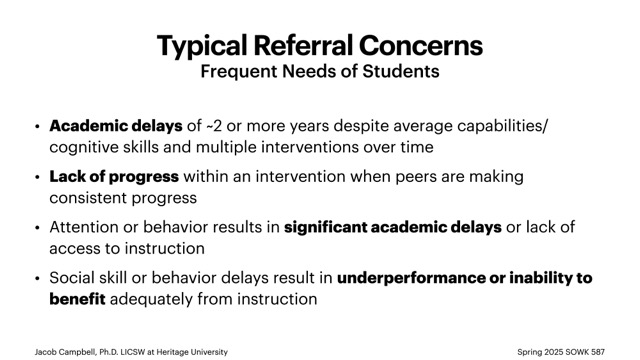 Typical Referral Concerns
Frequent Needs of Students
• Academic delays of ~2 or more years despite average capabilities/
cognitive skills and multiple interventions over time
• Lack of progress within an intervention when peers are making
consistent progress
• Attention or behavior results in significant academic delays or lack of
access to instruction
• Social skill or behavior delays result in underperformance or inability to
benefit adequately from instruction
Jacob Campbell, Ph.D. LICSW at Heritage University
Spring 2025 SOWK 587